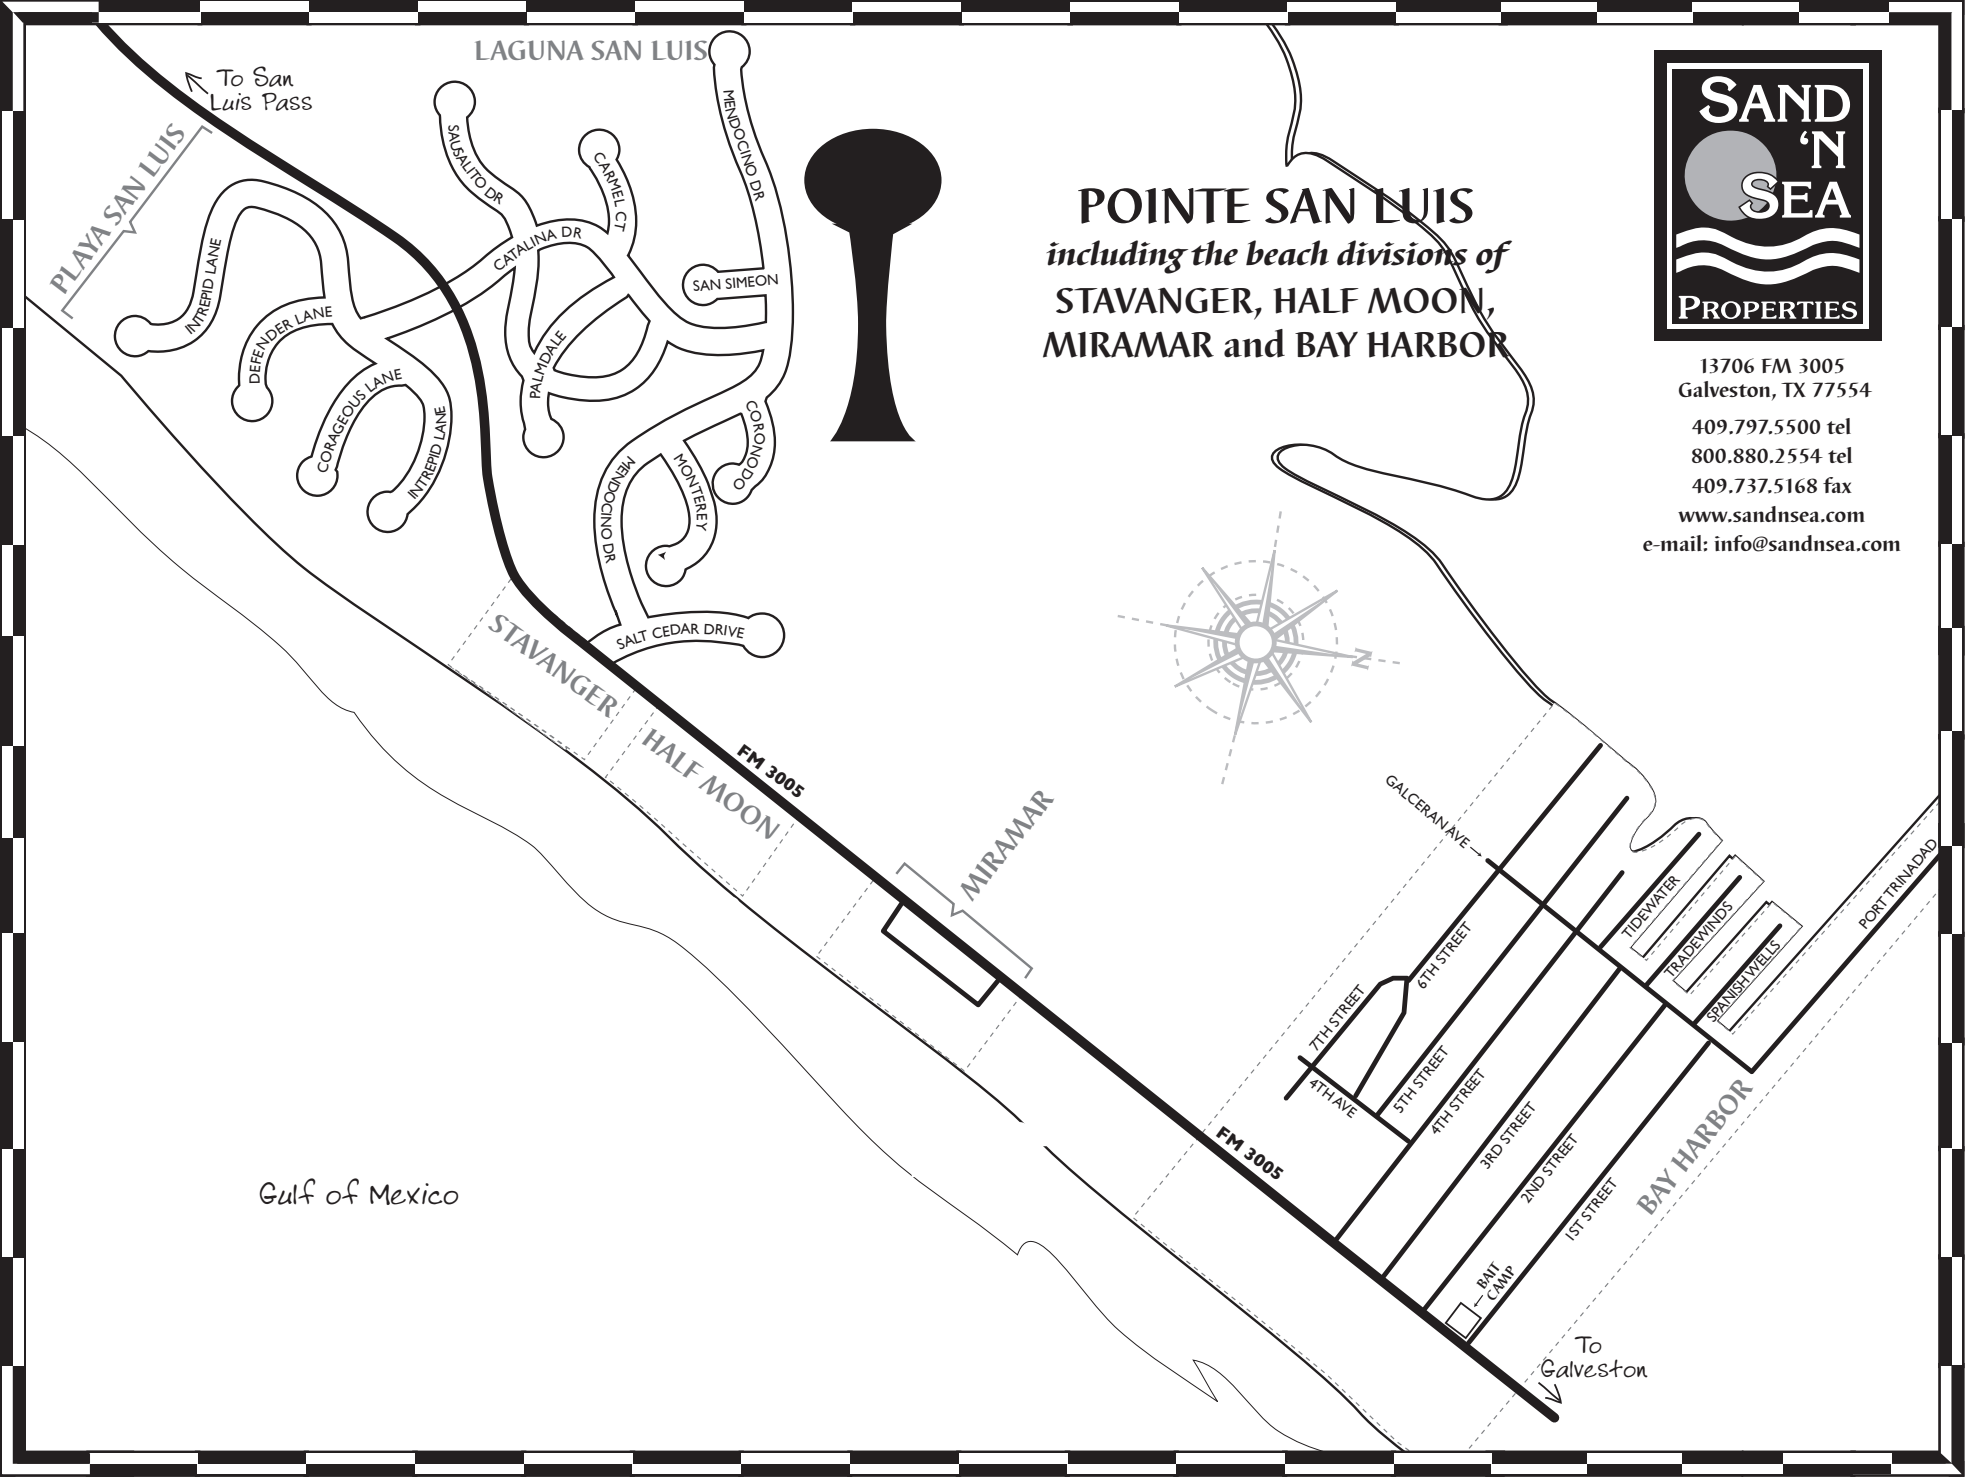 LAGUNA SAN LUIS
To San
Luis Pass
PLAYA SAN LUIS
SAUSALITO DR
CARMEL CT
MENDOCINO DR
CATALINA DR
SAN SIMEON
INTREPID LANE
DEFENDER LANE
CORAGEOUS LANE
INTREPID LANE
PALMDALE
CORONODO
MONTEREY
MENDOCINO DR
SALT CEDAR DRIVE
POINTE SAN LUIS
including the beach divisions of
STAVANGER, HALF MOON,
MIRAMAR and BAY HARBOR
SAND
‘N
SEA
PROPERTIES
13706 FM 3005
Galveston, TX 77554
409.797.5500 tel
800.880.2554 tel
409.737.5168 fax
www.sandnsea.com
e-mail: info@sandnsea.com
N
STAVANGER
HALF MOON
FM 3005
MIRAMAR
GALCERAN AVE
TIDEWATER
TRADEWINDS
SPANISH WELLS
PORT TRINADAD
6TH STREET
7TH STREET
4TH AVE
5TH STREET
4TH STREET
3RD STREET
2ND STREET
1ST STREET
BAY HARBOR
FM 3005
BAIT
CAMP
To
Galveston
Gulf of Mexico